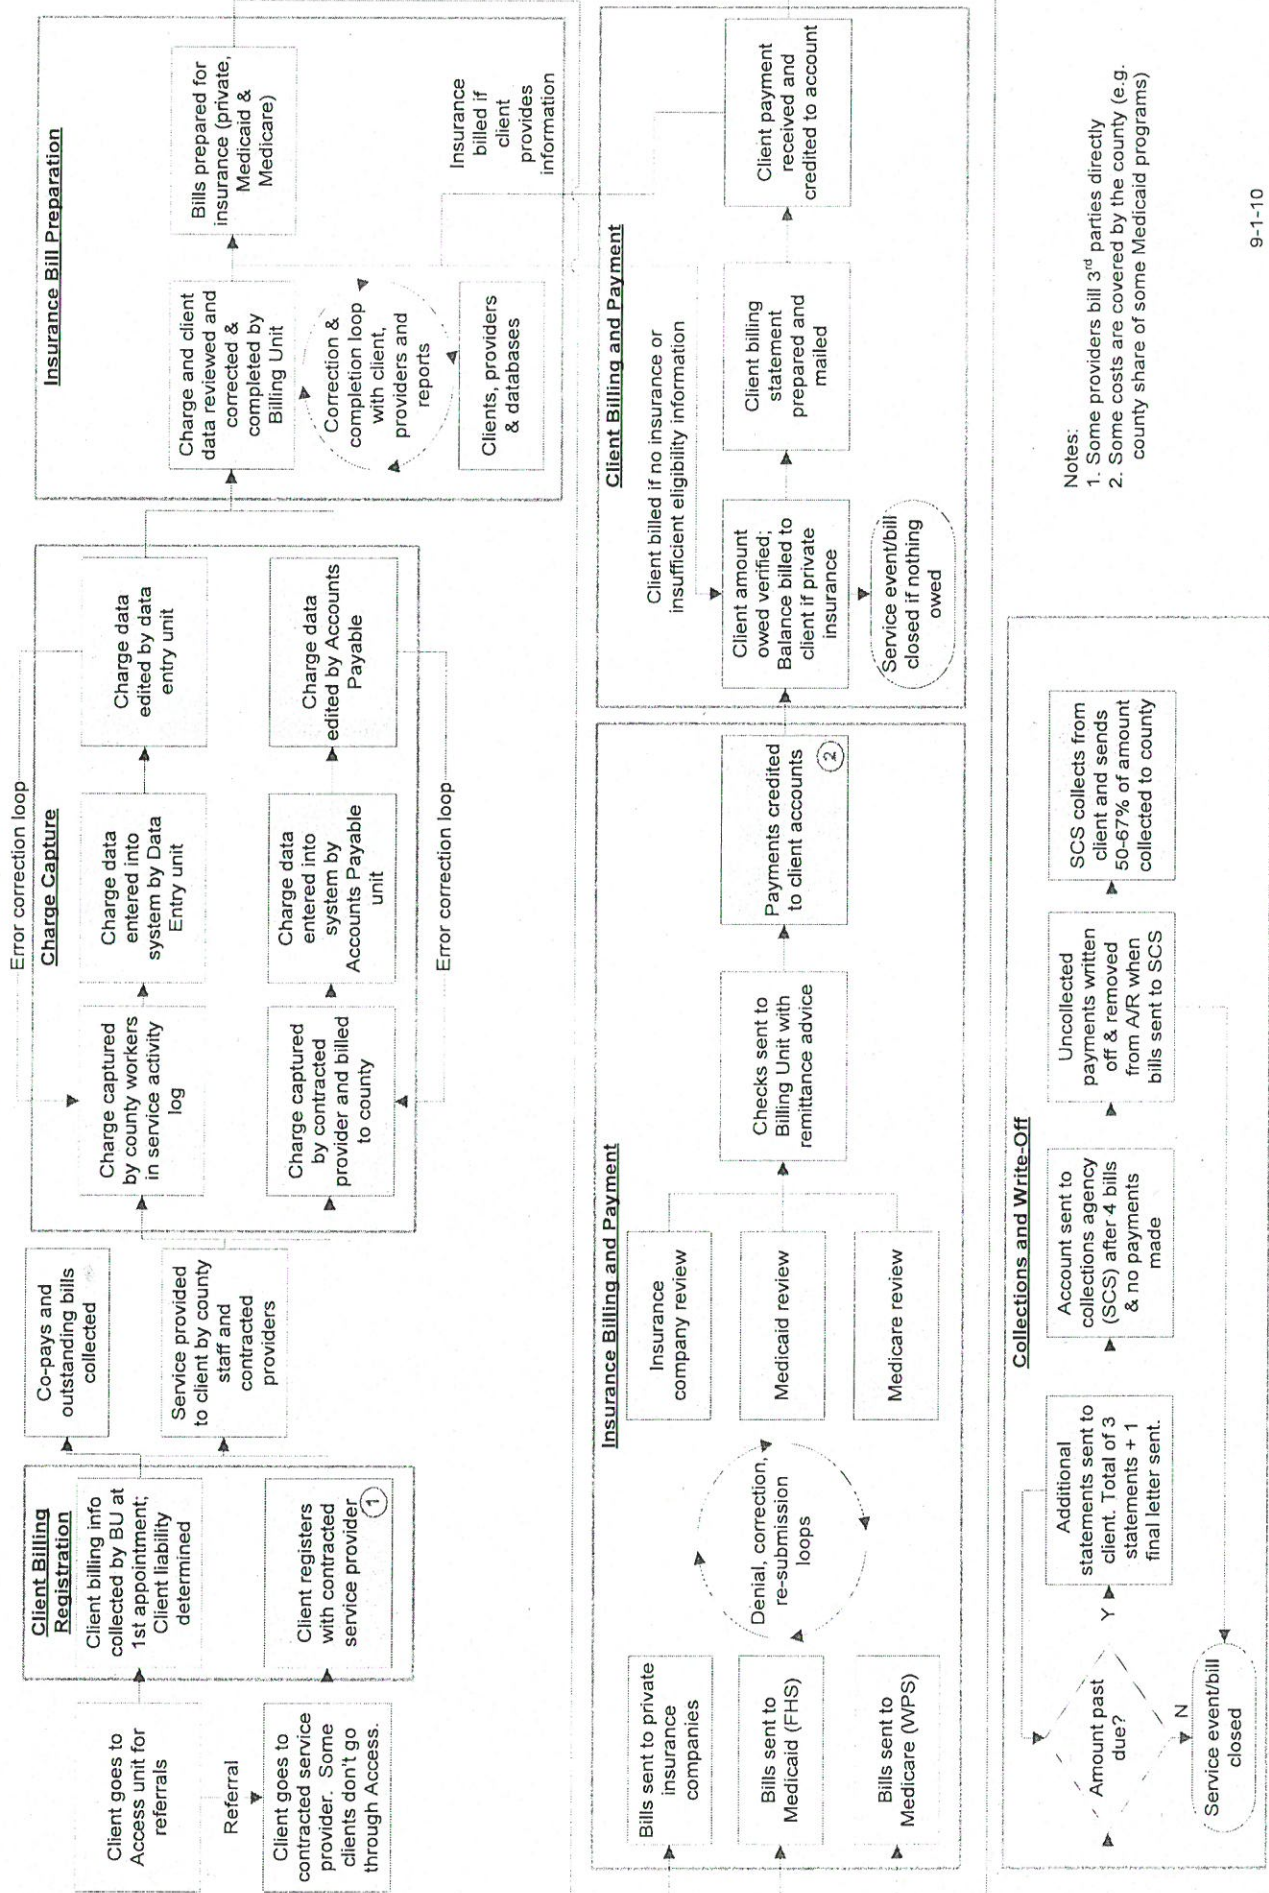 Client goes to
Access unit for
referrals
Referral
Client goes to
contracted service
provider. Some
clients don't go
through Access.
Client Billing
Registration
Client billing info
collected by BU at
1st appointment;
Client liability
determined
Client registers
with contracted
service provider
1
Co-pays and
outstanding bills
collected
Service provided
to client by county
staff and
contracted
providers
Error correction loop
Charge Capture
Charge captured
by county workers
in service activity
log
Charge data
entered into
system by Data
Entry unit
Charge data
edited by data
entry unit
Charge captured
by contracted
provider and billed
to county
Charge data
entered into
system by
Accounts Payable
unit
Charge data
edited by Accounts
Payable
Error correction loop
Insurance Bill Preparation
Charge and client
data reviewed and
corrected &
completed by
Billing Unit
Bills prepared for
insurance (private,
Medicaid &
Medicare)
Correction &
completion loop
with client,
providers and
reports
Clients, providers
& databases
Insurance
billed if
client
provides
information
Insurance Billing and Payment
Bills sent to private
insurance
companies
Bills sent to
Medicaid (FHS)
Bills sent to
Medicare (WPS)
Denial, correction,
re-submission
loops
Insurance
company review
Medicaid review
Medicare review
Checks sent to
Billing Unit with
remittance advice
Payments credited
to client accounts
2
Client billed if no insurance or
insufficient eligibility information
Client Billing and Payment
Client amount
owed verified;
Balance billed to
client if private
insurance
Service event/bill
closed if nothing
owed
Client billing
statement
prepared and
mailed
Client payment
received and
credited to account
Collections and Write-Off
Amount past
due?
Y
N
Service event/bill
closed
Additional
statements sent to
client. Total of 3
statements + 1
final letter sent.
Account sent to
collections agency
(SCS) after 4 bills
& no payments
made
Uncollected
payments written
off & removed
from A/R when
bills sent to SCS
SCS collects from
client and sends
50-67% of amount
collected to county
Notes:
1. Some providers bill 3rd parties directly
2. Some costs are covered by the county (e.g.
county share of some Medicaid programs)
9-1-10